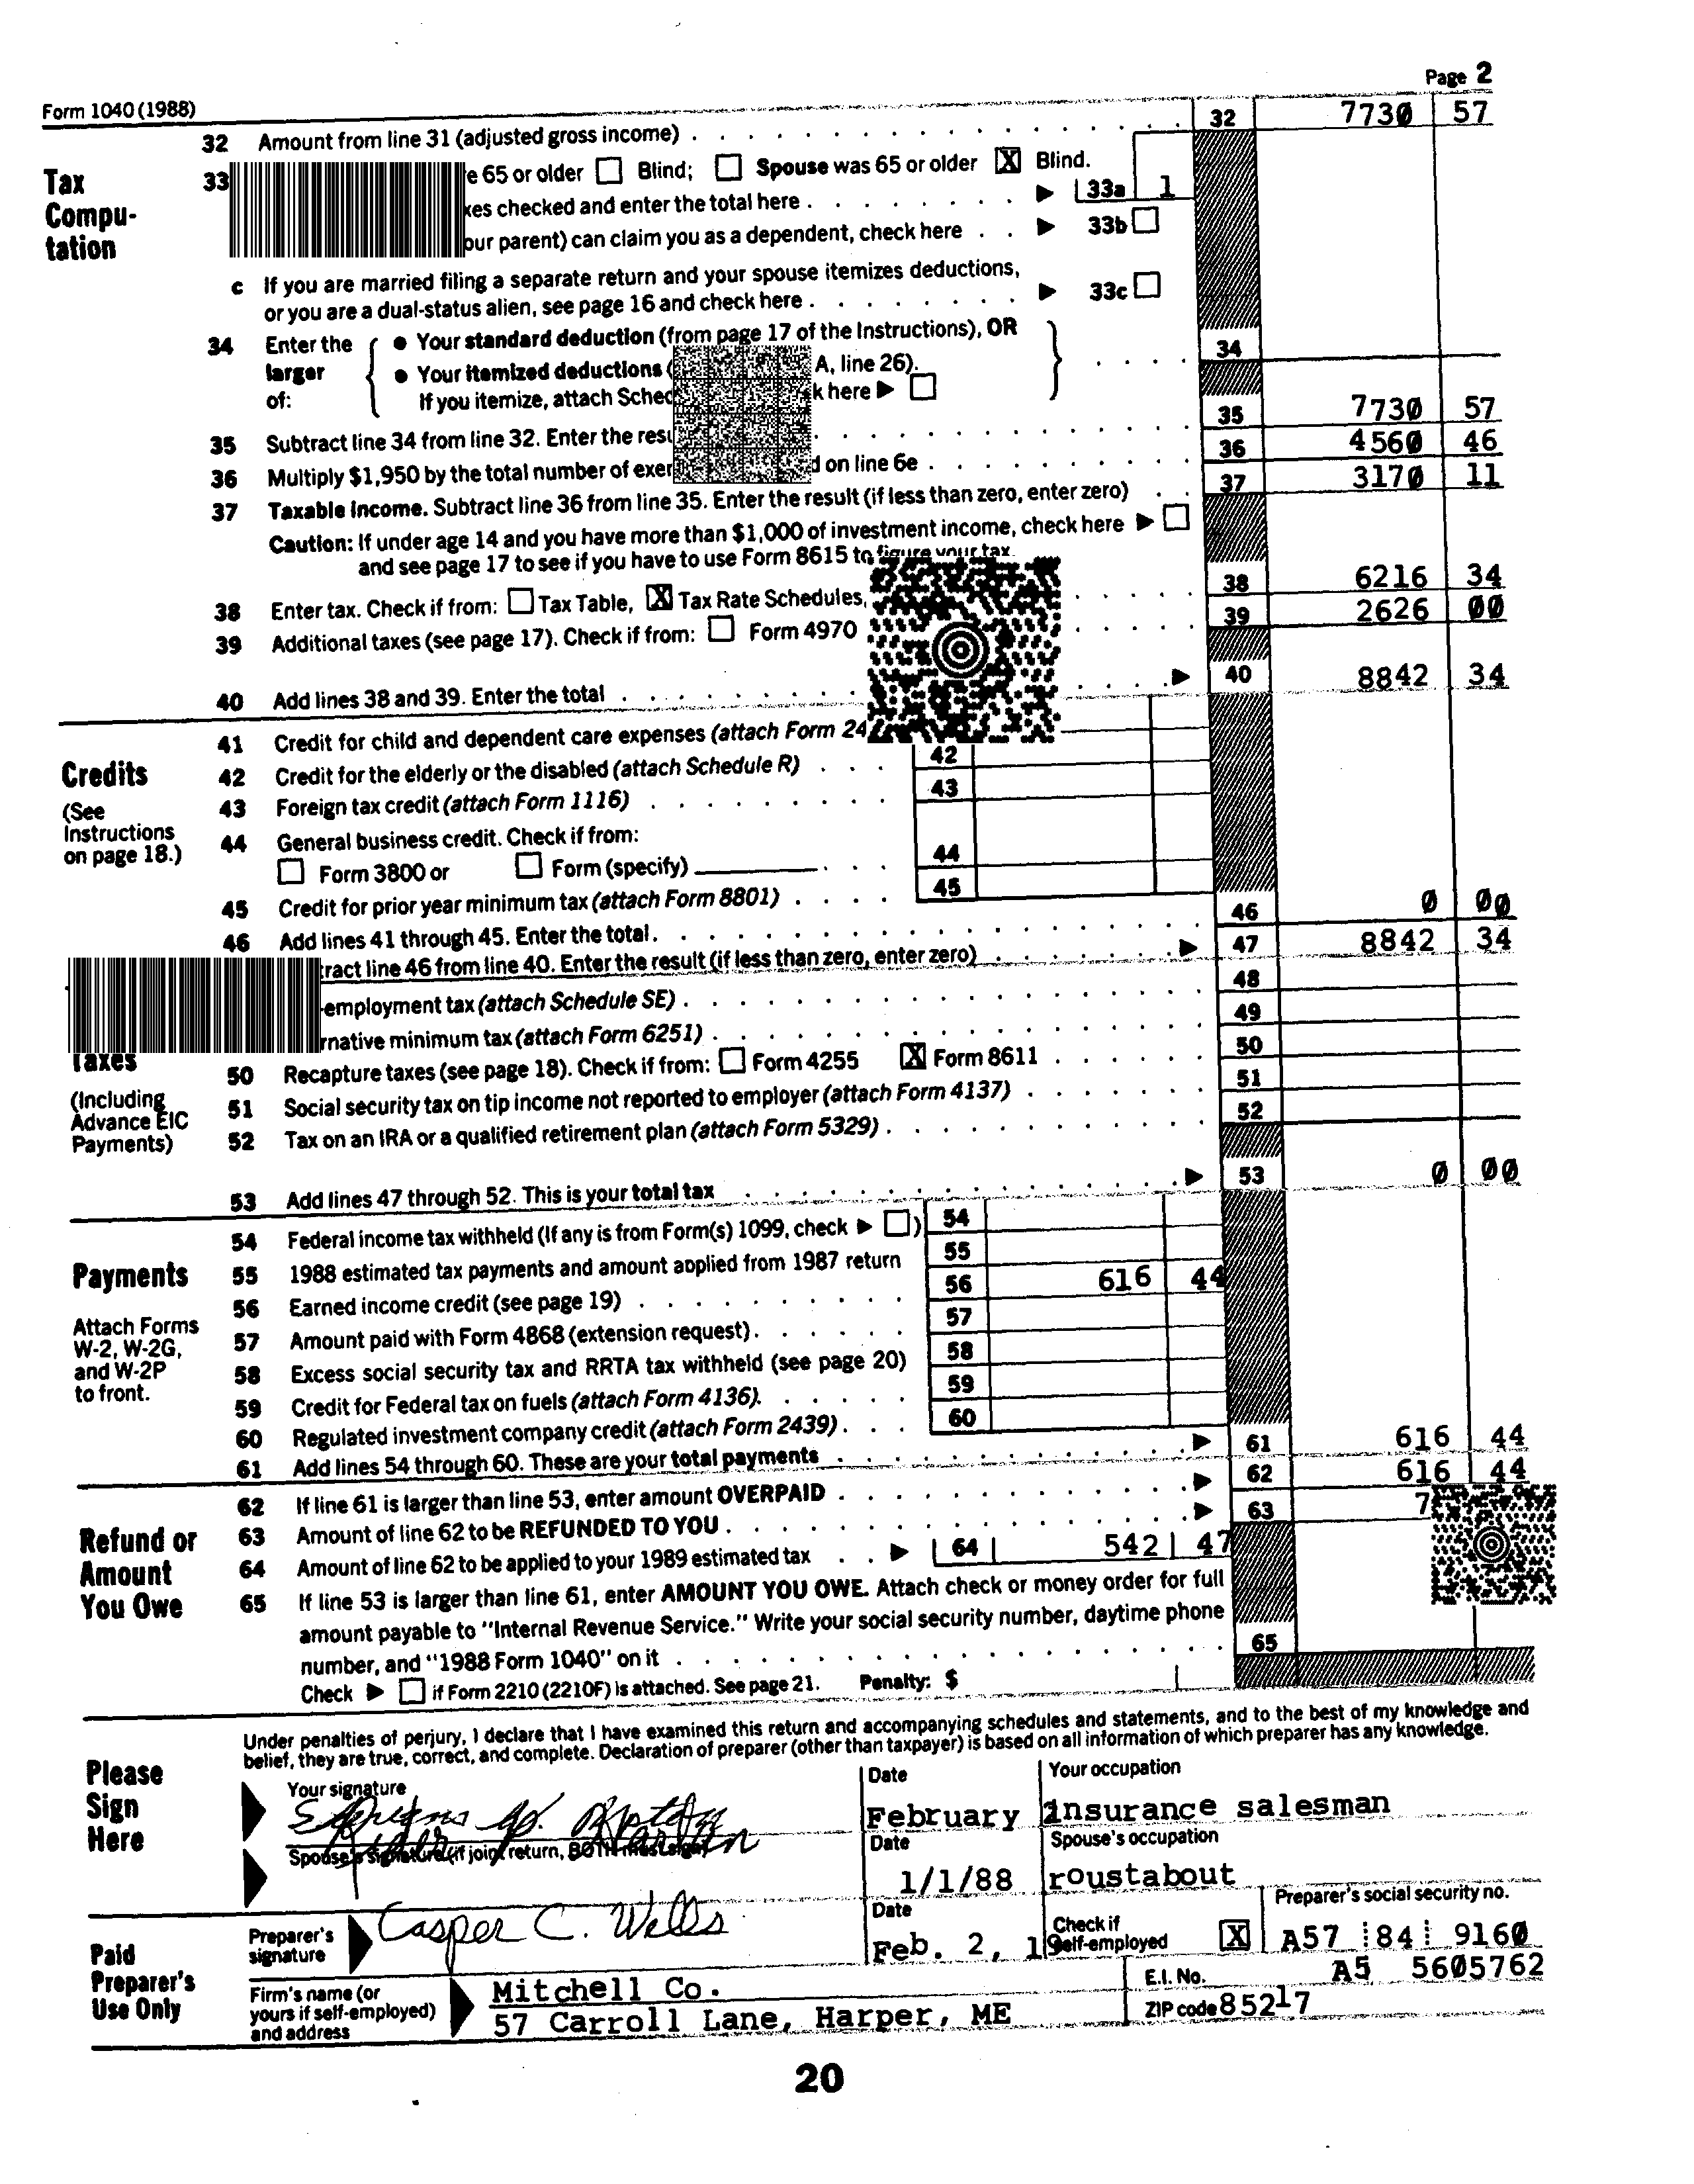 Page 2
Form 1040 (1988)
32 Amount from line 31 (adjusted gross income) 32 7730 57
Tax Compu- tation
33 65 or older Blind; Spouse was 65 or older X Blind.
checked and enter the total here 33a 1
our parent) can claim you as a dependent, check here 33b
c If you are married filing a separate return and your spouse itemizes deductions,
or you are a dual-status alien, see page 16 and check here 33c
34 Enter the larger of:
• Your standard deduction (from page 17 of the Instructions), OR 34
• Your itemized deductions ( A, line 26).
If you itemize, attach here
35 Subtract line 34 from line 32. Enter the 35 7730 57
36 Multiply $1,950 by the total number of on line 6e 36 4560 46
37 Taxable income. Subtract line 36 from line 35. Enter the result (if less than zero, enter zero) 37 3170 11
Caution: If under age 14 and you have more than $1,000 of investment income, check here
and see page 17 to see if you have to use Form 8615 to figure your tax.
38 Enter tax. Check if from: Tax Table, X Tax Rate Schedules, 38 6216 34
39 Additional taxes (see page 17). Check if from: Form 4970 39 2626 00
40 Add lines 38 and 39. Enter the total 40 8842 34
Credits
(See Instructions on page 18.)
41 Credit for child and dependent care expenses (attach Form 24
42 Credit for the elderly or the disabled (attach Schedule R) 42
43 Foreign tax credit (attach Form 1116) 43
44 General business credit. Check if from:
Form 3800 or Form (specify) 44
45 Credit for prior year minimum tax (attach Form 8801) 45
46 Add lines 41 through 45. Enter the total 46 0 00
line 46 from line 40. Enter the result (if less than zero, enter zero) 47 8842 34
-employment tax (attach Schedule SE) 48
minimum tax (attach Form 6251) 49
Taxes
(Including Advance EIC Payments)
50 Recapture taxes (see page 18). Check if from: Form 4255 X Form 8611 50
51 Social security tax on tip income not reported to employer (attach Form 4137) 51
52 Tax on an IRA or a qualified retirement plan (attach Form 5329) 52
53 Add lines 47 through 52. This is your total tax 53 0 00
Payments
Attach Forms W-2, W-2G, and W-2P to front.
54 Federal income tax withheld (If any is from Form(s) 1099, check ) 54
55 1988 estimated tax payments and amount applied from 1987 return 55
56 Earned income credit (see page 19) 56 616 44
57 Amount paid with Form 4868 (extension request) 57
58 Excess social security tax and RRTA tax withheld (see page 20) 58
59 Credit for Federal tax on fuels (attach Form 4136) 59
60 Regulated investment company credit (attach Form 2439) 60
61 Add lines 54 through 60. These are your total payments 61 616 44
Refund or Amount You Owe
62 If line 61 is larger than line 53, enter amount OVERPAID 62 616 44
63 Amount of line 62 to be REFUNDED TO YOU 63 7
64 Amount of line 62 to be applied to your 1989 estimated tax 64 542 47
65 If line 53 is larger than line 61, enter AMOUNT YOU OWE. Attach check or money order for full
amount payable to "Internal Revenue Service." Write your social security number, daytime phone
number, and "1988 Form 1040" on it 65
Check if Form 2210 (2210F) is attached. See page 21. Penalty: $
Please Sign Here
Under penalties of perjury, I declare that I have examined this return and accompanying schedules and statements, and to the best of my knowledge and
belief, they are true, correct, and complete. Declaration of preparer (other than taxpayer) is based on all information of which preparer has any knowledge.
Your signature Date Your occupation
February insurance salesman
Spouse's signature (if joint return, BOTH must sign) Date Spouse's occupation
1/1/88 roustabout
Paid Preparer's Use Only
Preparer's signature Casper C. Wells Date Feb. 2, 19 Check if self-employed X Preparer's social security no. A57 84 9160
Firm's name (or yours if self-employed) and address
Mitchell Co. E.I. No. A5 5605762
57 Carroll Lane, Harper, ME ZIP code 85217
20